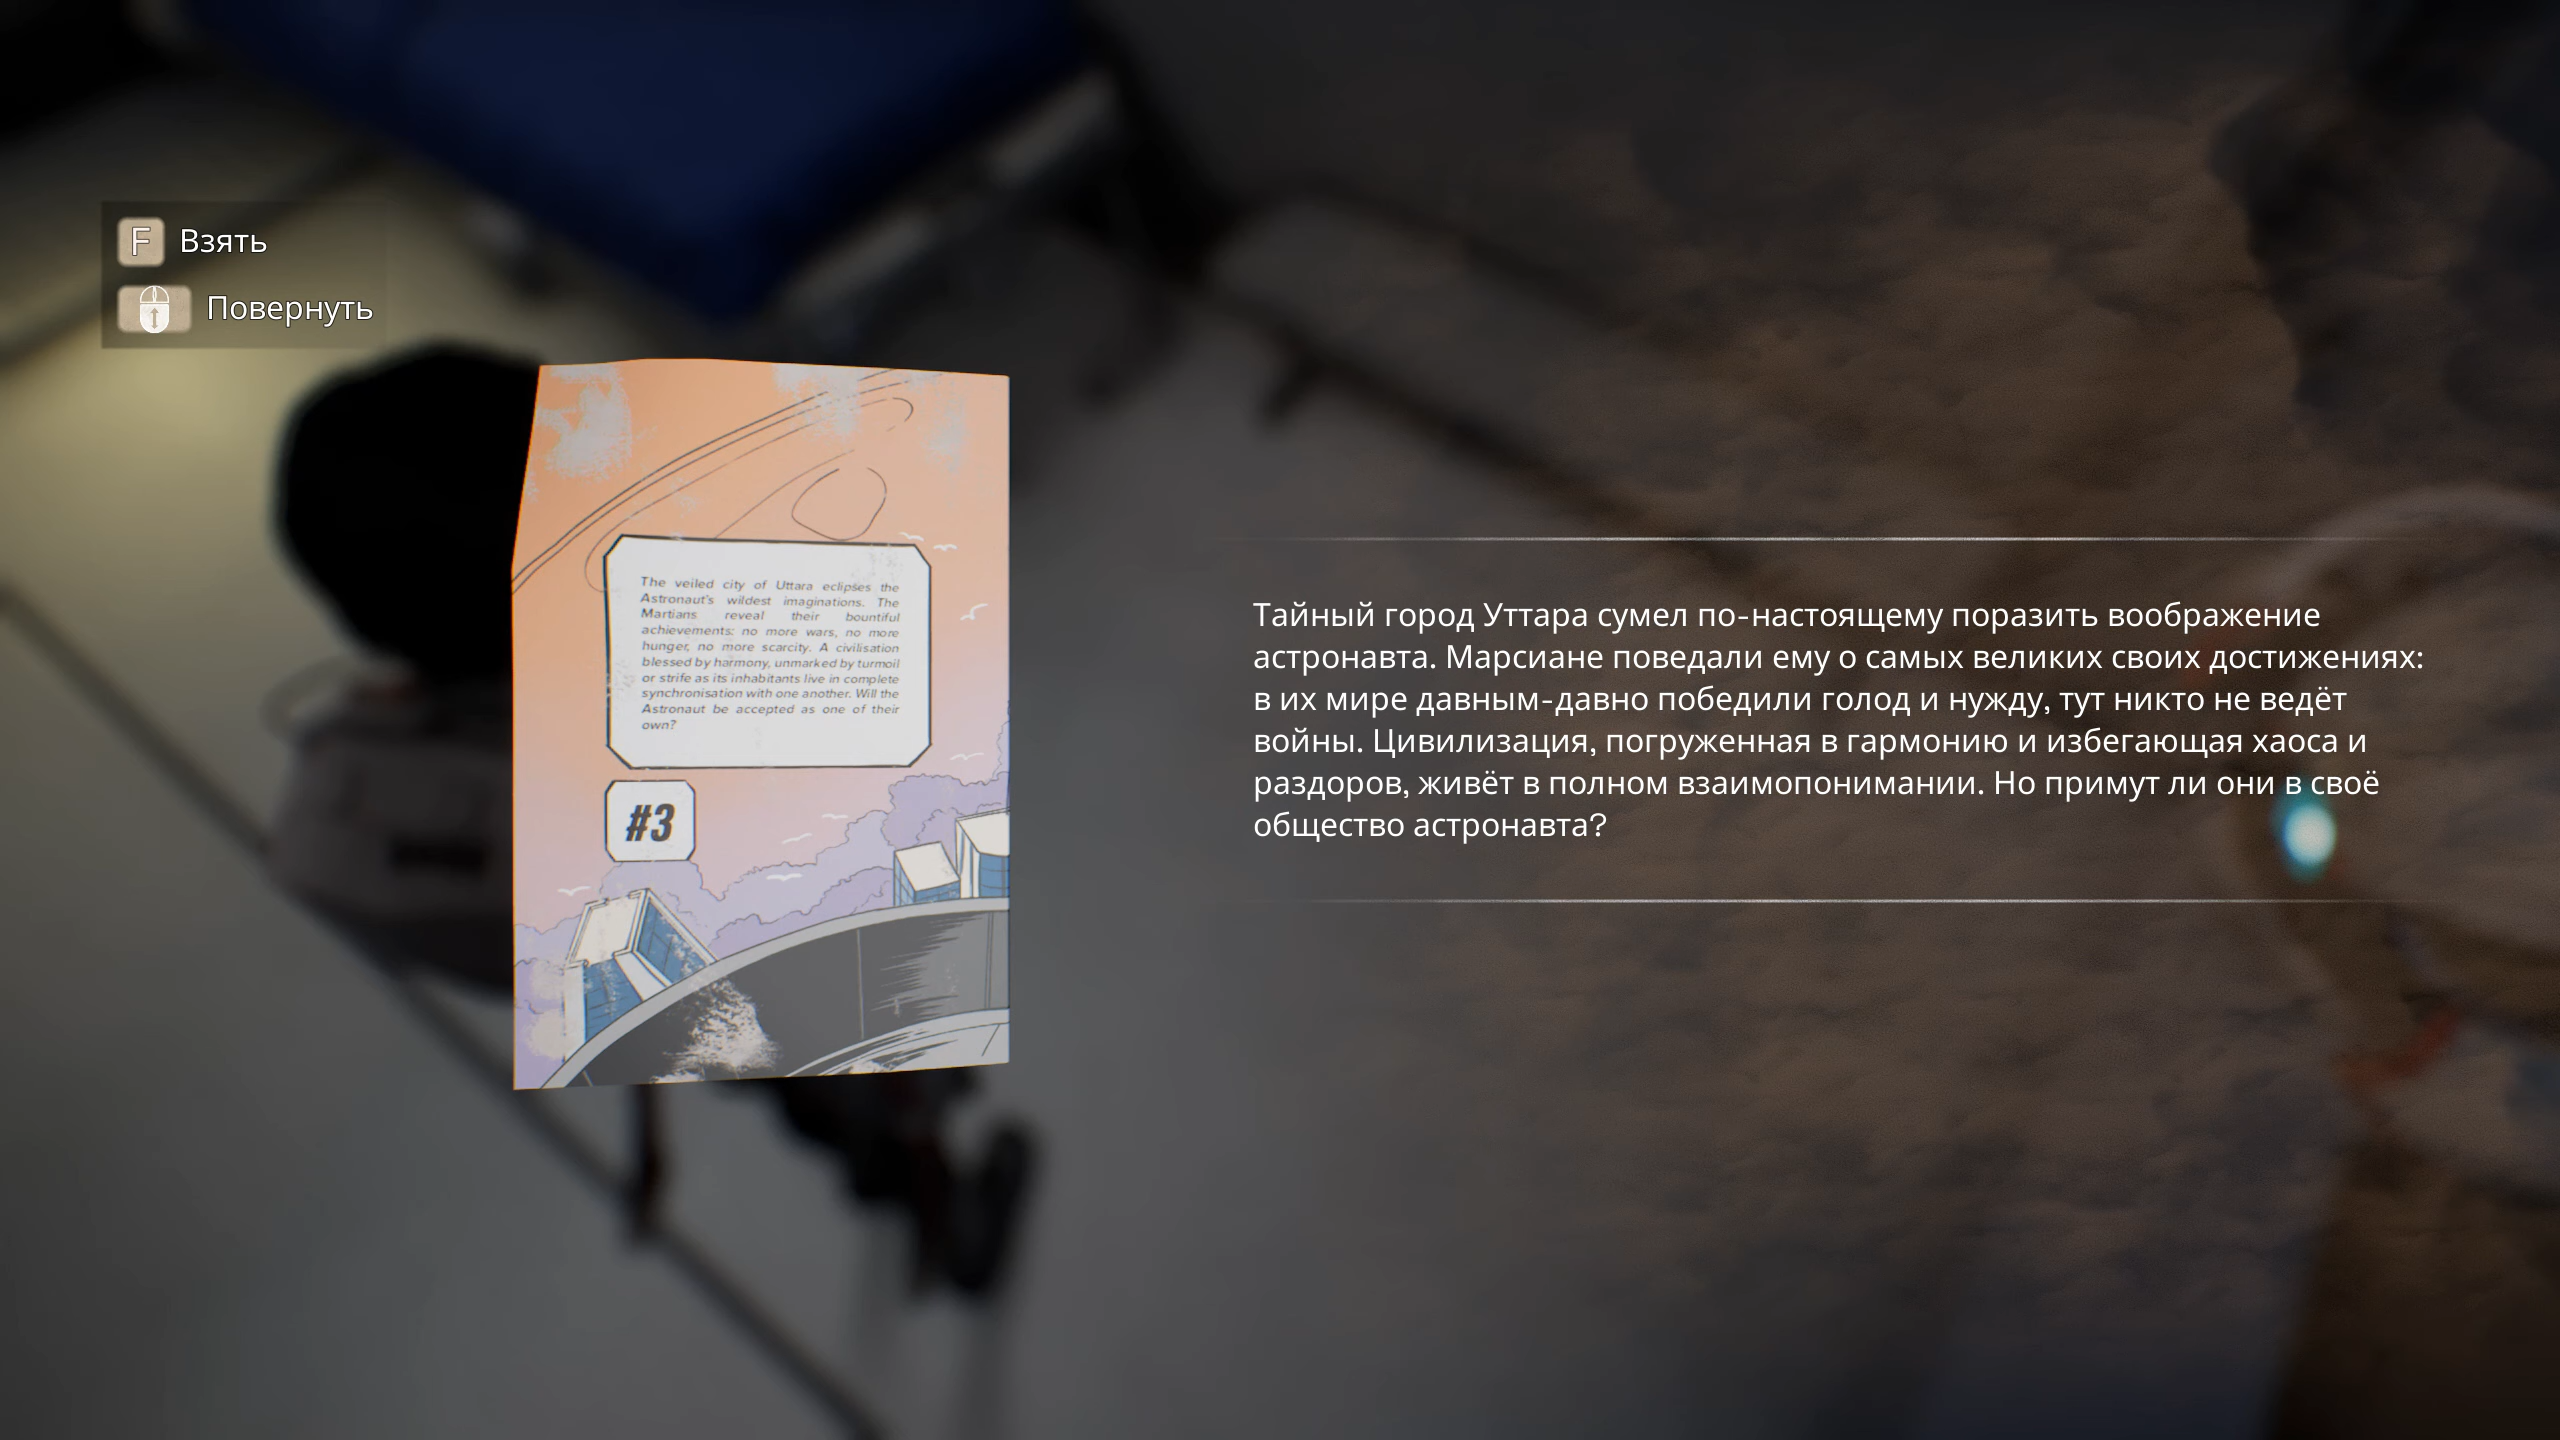 F Взять
Повернуть
The veiled city of Uttara eclipses the
Astronaut's wildest imaginations. The
Martians reveal their bountiful
achievements: no more wars, no more
hunger, no more scarcity. A civilisation
blessed by harmony, unmarked by turmoil
or strife as its inhabitants live in complete
synchronisation with one another. Will the
Astronaut be accepted as one of their
own?
#3
Тайный город Уттара сумел по-настоящему поразить воображение
астронавта. Марсиане поведали ему о самых великих своих достижениях:
в их мире давным-давно победили голод и нужду, тут никто не ведёт
войны. Цивилизация, погруженная в гармонию и избегающая хаоса и
раздоров, живёт в полном взаимопонимании. Но примут ли они в своё
общество астронавта?